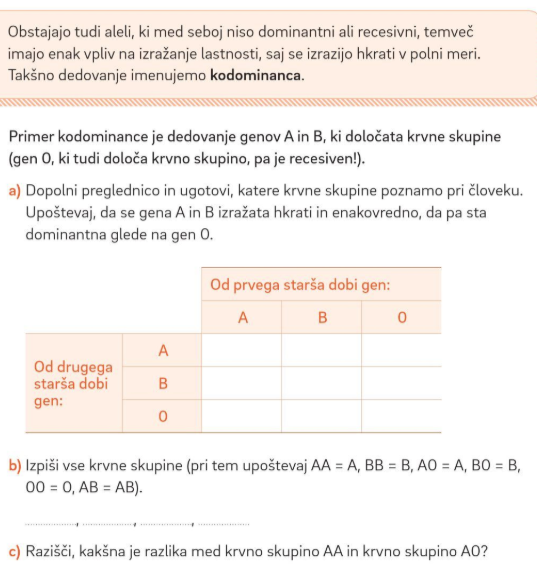 Obstajajo tudi aleli, ki med seboj niso dominantni ali recesivni, temveč
imajo enak vpliv na izražanje lastnosti, saj se izrazijo hkrati v polni meri.
Takšno dedovanje imenujemo kodominanca.
Primer kodominance je dedovanje genov A in B, ki določata krvne skupine
(gen 0, ki tudi določa krvno skupino, pa je recesiven!).
a) Dopolni preglednico in ugotovi, katere krvne skupine poznamo pri človeku.
Upoštevaj, da se gena A in B izražata hkrati in enakovredno, da pa sta
dominantna glede na gen 0.
Od prvega starša dobi gen:
A B 0
Od drugega
starša dobi
gen:
A
B
0
b) Izpiši vse krvne skupine (pri tem upoštevaj AA = A, BB = B, A0 = A, B0 = B,
00 = 0, AB = AB).
...................., ...................., ...................., ....................
c) Razišči, kakšna je razlika med krvno skupino AA in krvno skupino A0?